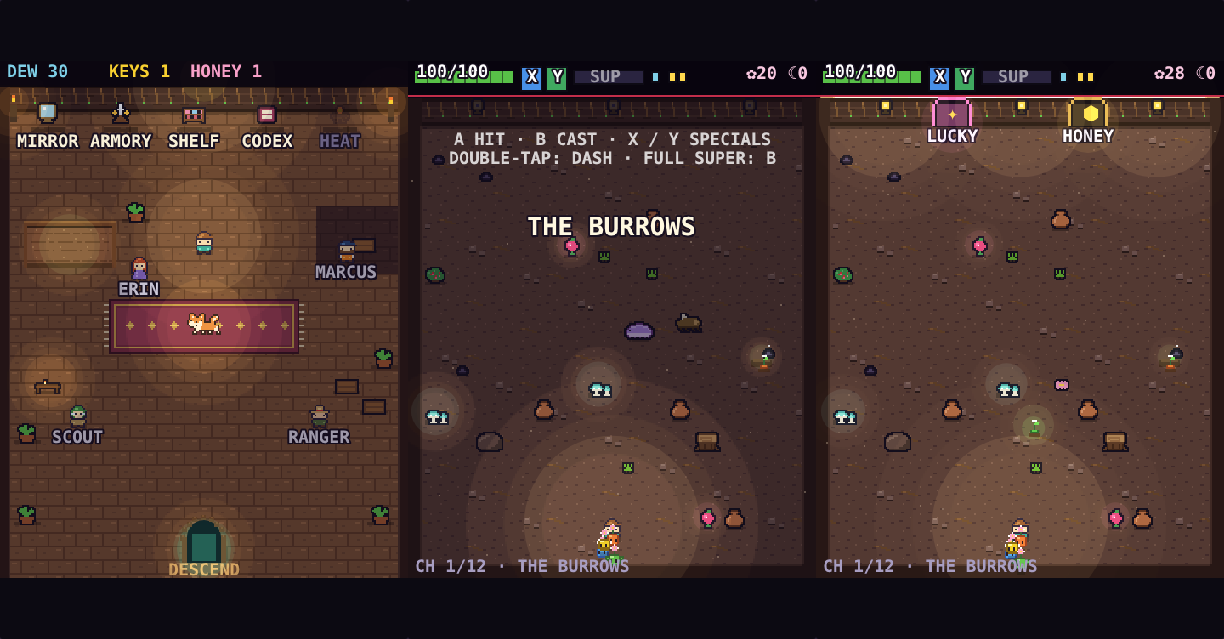 DEW 30 KEYS 1 HONEY 1
MIRROR ARMORY SHELF CODEX HEAT
MARCUS
ERIN
SCOUT
RANGER
DESCEND
100/100 X Y SUP ✿20 ☾0
A HIT · B CAST · X / Y SPECIALS
DOUBLE-TAP: DASH · FULL SUPER: B
THE BURROWS
CH 1/12 · THE BURROWS
100/100 X Y SUP ✿28 ☾0
LUCKY HONEY
CH 1/12 · THE BURROWS